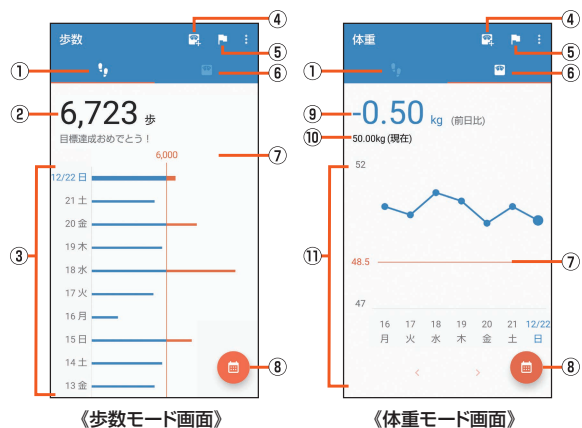 ④
⑤
⑥
①
②
⑦
③
⑧
歩数
6,723 歩
目標達成おめでとう！
6,000
12/22 日
21 土
20 金
19 木
18 水
17 火
16 月
15 日
14 土
13 金
《歩数モード画面》
④
⑤
⑥
①
⑨
⑩
⑦
⑪
⑧
体重
-0.50 kg (前日比)
50.00kg (現在)
52
48.5
47
16 17 18 19 20 21 12/22
月 火 水 木 金 土 日
《体重モード画面》